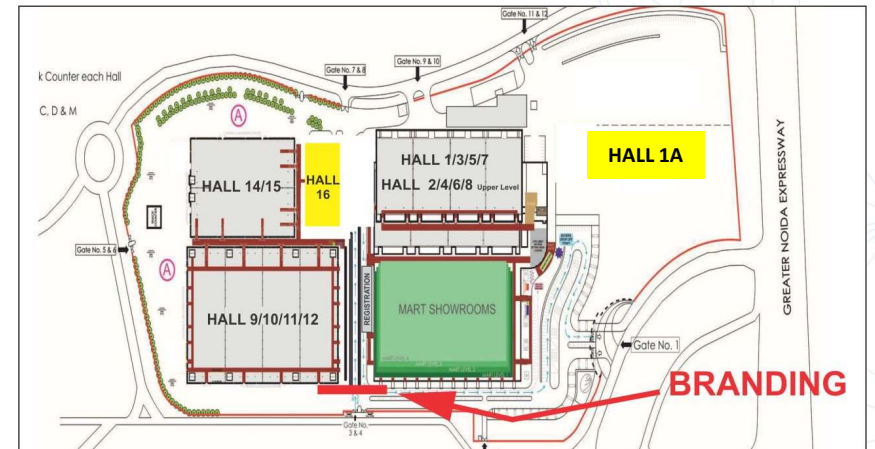 Gate No. 11 & 12
Gate No. 9 & 10
Gate No. 7 & 8
k Counter each Hall
C, D & M
A
HALL 1/3/5/7
HALL 2/4/6/8 Upper Level
HALL 1A
HALL 14/15
HALL
16
GREATER NOIDA EXPRESSWAY
Gate No. 5 & 6
A
HALL 9/10/11/12
REGISTRATION
MART SHOWROOMS
Gate No. 1
BRANDING
Gate No.
3 & 4